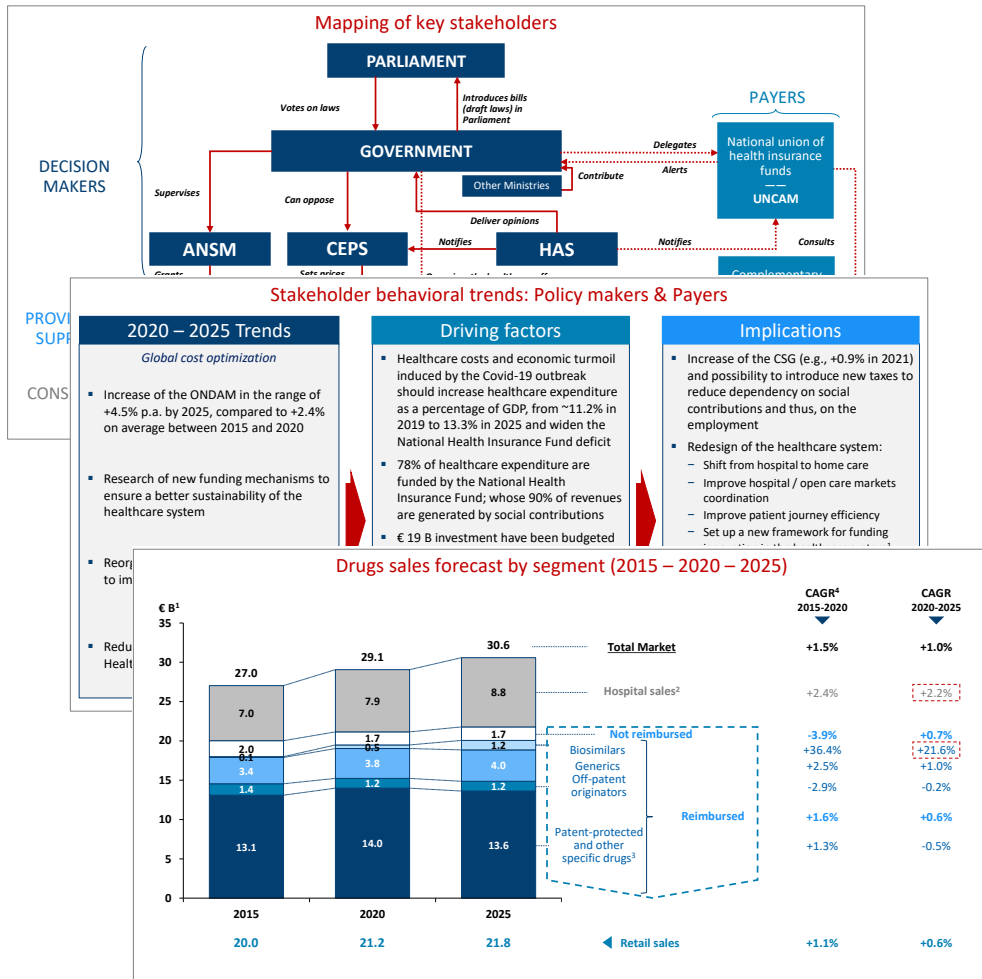 Mapping of key stakeholders
PARLIAMENT
Votes on laws
Introduces bills
(draft laws) in
Parliament
PAYERS
GOVERNMENT
DECISION
MAKERS
Delegates
Alerts
National union of
health insurance
funds
UNCAM
Other Ministries
Contribute
Supervises
Can oppose
Deliver opinions
ANSM
CEPS
Notifies
HAS
Notifies
Consults
Grants
Sets prices
Complementary
PROVI
SUPP
CONS
Stakeholder behavioral trends: Policy makers & Payers
2020 – 2025 Trends
Global cost optimization
▪ Increase of the ONDAM in the range of
+4.5% p.a. by 2025, compared to +2.4%
on average between 2015 and 2020
▪ Research of new funding mechanisms to
ensure a better sustainability of the
healthcare system
▪ Reorg
to im
▪ Redu
Healt
Driving factors
▪ Healthcare costs and economic turmoil
induced by the Covid-19 outbreak
should increase healthcare expenditure
as a percentage of GDP, from ~11.2% in
2019 to 13.3% in 2025 and widen the
National Health Insurance Fund deficit
▪ 78% of healthcare expenditure are
funded by the National Health
Insurance Fund; whose 90% of revenues
are generated by social contributions
▪ € 19 B investment have been budgeted
Implications
▪ Increase of the CSG (e.g., +0.9% in 2021)
and possibility to introduce new taxes to
reduce dependency on social
contributions and thus, on the
employment
▪ Redesign of the healthcare system:
– Shift from hospital to home care
– Improve hospital / open care markets
coordination
– Improve patient journey efficiency
– Set up a new framework for funding
Drugs sales forecast by segment (2015 – 2020 – 2025)
€ B¹
CAGR⁴
2015-2020
CAGR
2020-2025
35
30
25
20
15
10
5
0
27.0
29.1
30.6
Total Market
+1.5%
+1.0%
7.0
7.9
8.8
Hospital sales²
+2.4%
+2.2%
2.0
1.7
1.7
Not reimbursed
-3.9%
+0.7%
0.1
0.5
1.2
Biosimilars
+36.4%
+21.6%
3.4
3.8
4.0
Generics
+2.5%
+1.0%
1.4
1.2
1.2
Off-patent
originators
-2.9%
-0.2%
Reimbursed
+1.6%
+0.6%
13.1
14.0
13.6
Patent-protected
and other
specific drugs³
+1.3%
-0.5%
2015
2020
2025
20.0
21.2
21.8
Retail sales
+1.1%
+0.6%